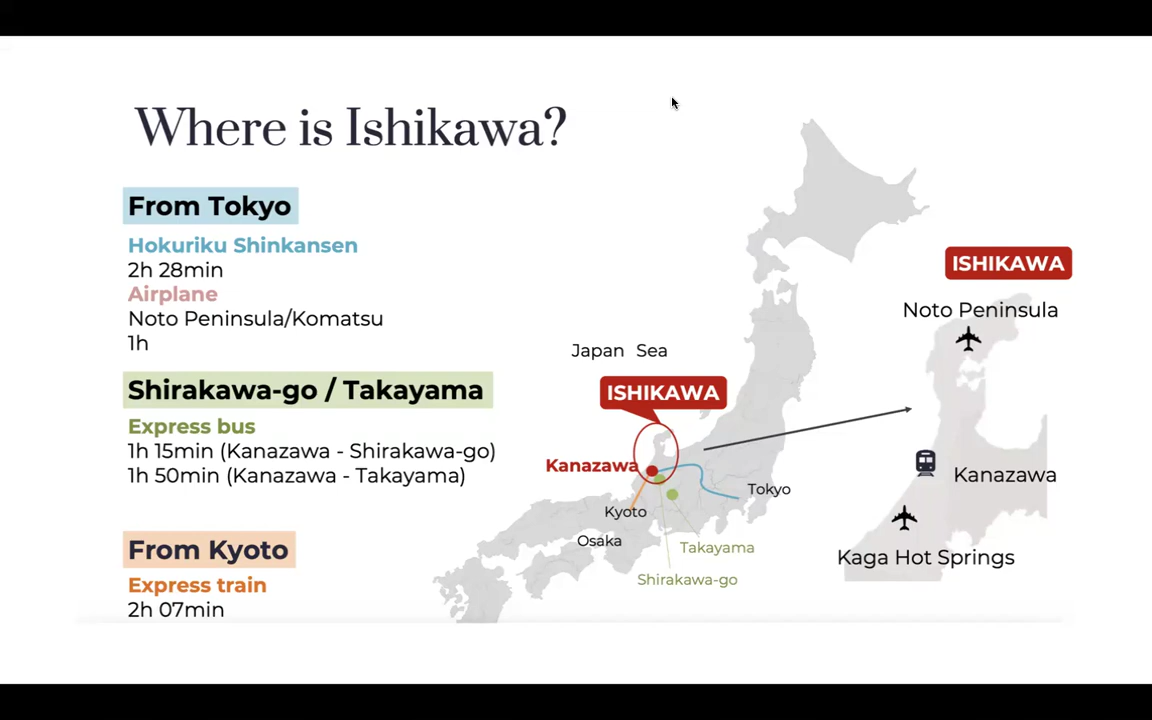 Where is Ishikawa?
From Tokyo
Hokuriku Shinkansen
2h 28min
Airplane
Noto Peninsula/Komatsu
1h
Shirakawa-go / Takayama
Express bus
1h 15min (Kanazawa - Shirakawa-go)
1h 50min (Kanazawa - Takayama)
From Kyoto
Express train
2h 07min
Japan Sea
ISHIKAWA
Kanazawa
Tokyo
Kyoto
Osaka
Takayama
Shirakawa-go
ISHIKAWA
Noto Peninsula
Kanazawa
Kaga Hot Springs